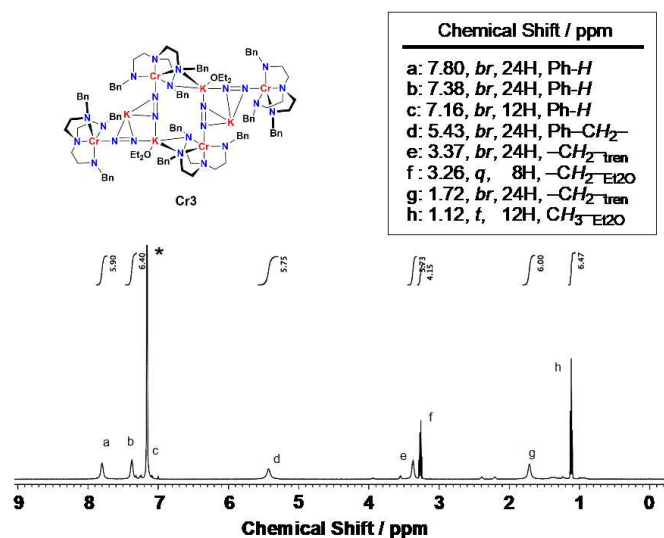 Chemical Shift / ppm
a: 7.80, br, 24H, Ph-H
b: 7.38, br, 24H, Ph-H
c: 7.16, br, 12H, Ph-H
d: 5.43, br, 24H, Ph-CH2-
e: 3.37, br, 24H, -CH2-tren
f: 3.26, q, 8H, -CH2-Et2O
g: 1.72, br, 24H, -CH2-tren
h: 1.12, t, 12H, CH3-Et2O
Bn
N N
N Bn Bn
Bn Cr N OEt2 N
Bn N K N N Cr N
N Bn N N Bn
Bn K N N K N Bn
Cr N N K N Cr N
N Et2O Bn N Bn
Bn Bn
Cr3
*
5.90
6.40
5.75
5.73
4.15
6.00
6.47
a
b
c
d
e
f
g
h
9 8 7 6 5 4 3 2 1 0
Chemical Shift / ppm